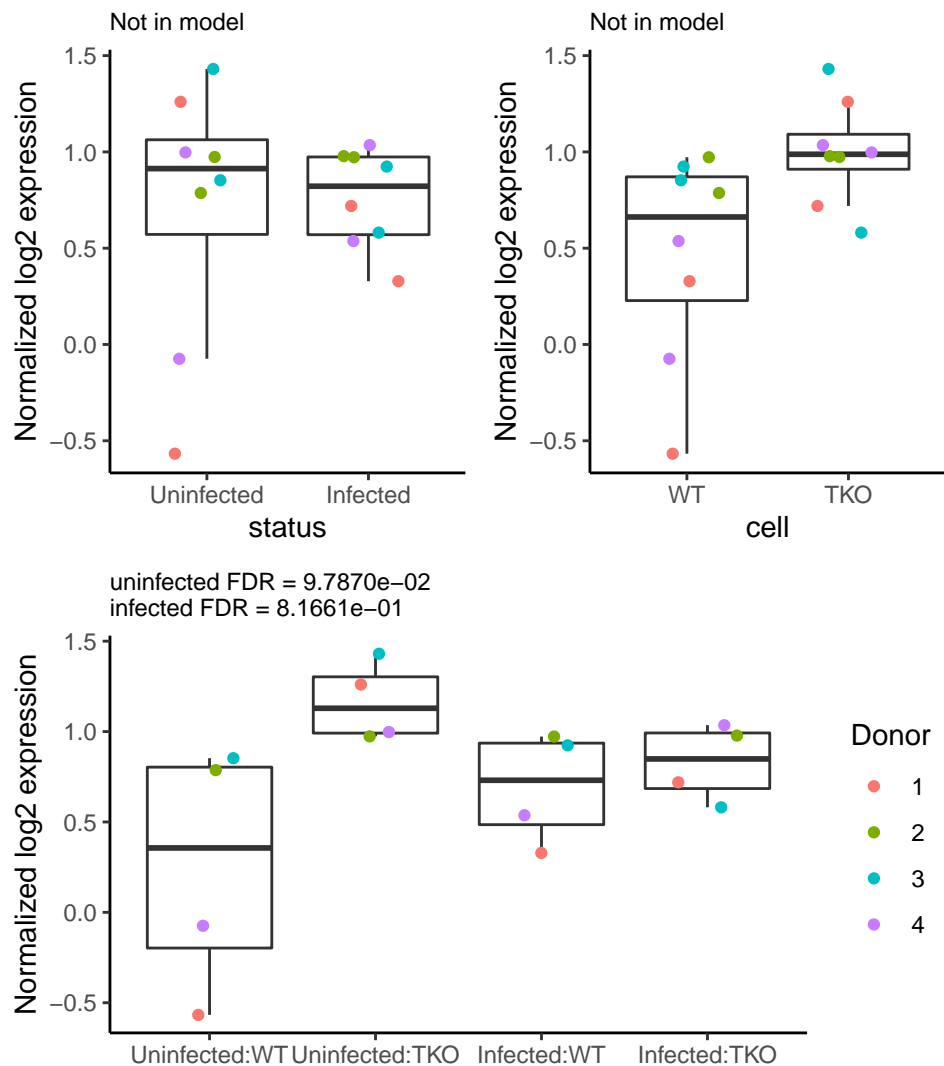 Not in model
Normalized log2 expression
1.5
1.0
0.5
0.0
−0.5
Uninfected
Infected
status
Not in model
Normalized log2 expression
1.5
1.0
0.5
0.0
−0.5
WT
TKO
cell
uninfected FDR = 9.7870e−02
infected FDR = 8.1661e−01
Normalized log2 expression
1.5
1.0
0.5
0.0
−0.5
Uninfected:WT
Uninfected:TKO
Infected:WT
Infected:TKO
Donor
1
2
3
4